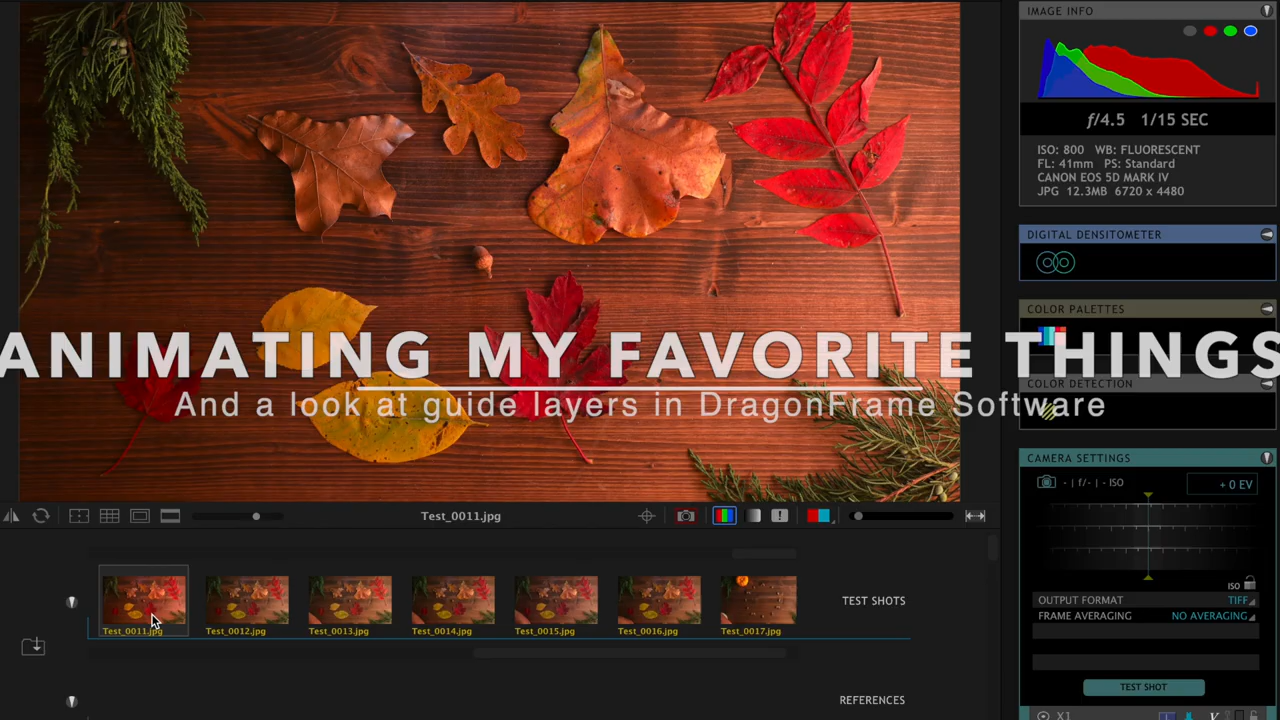 IMAGE INFO
f/4.5 1/15 SEC
ISO: 800 WB: FLUORESCENT
FL: 41mm PS: Standard
CANON EOS 5D MARK IV
JPG 12.3MB 6720 x 4480
DIGITAL DENSITOMETER
COLOR PALETTES
ANIMATING MY FAVORITE THINGS
And a look at guide layers in DragonFrame Software
COLOR DETECTION
CAMERA SETTINGS
- | f/- | - ISO
+ 0 EV
ISO
OUTPUT FORMAT TIFF
FRAME AVERAGING NO AVERAGING
TEST SHOT
X1
Test_0011.jpg
TEST SHOTS
Test_0011.jpg Test_0012.jpg Test_0013.jpg Test_0014.jpg Test_0015.jpg Test_0016.jpg Test_0017.jpg
REFERENCES